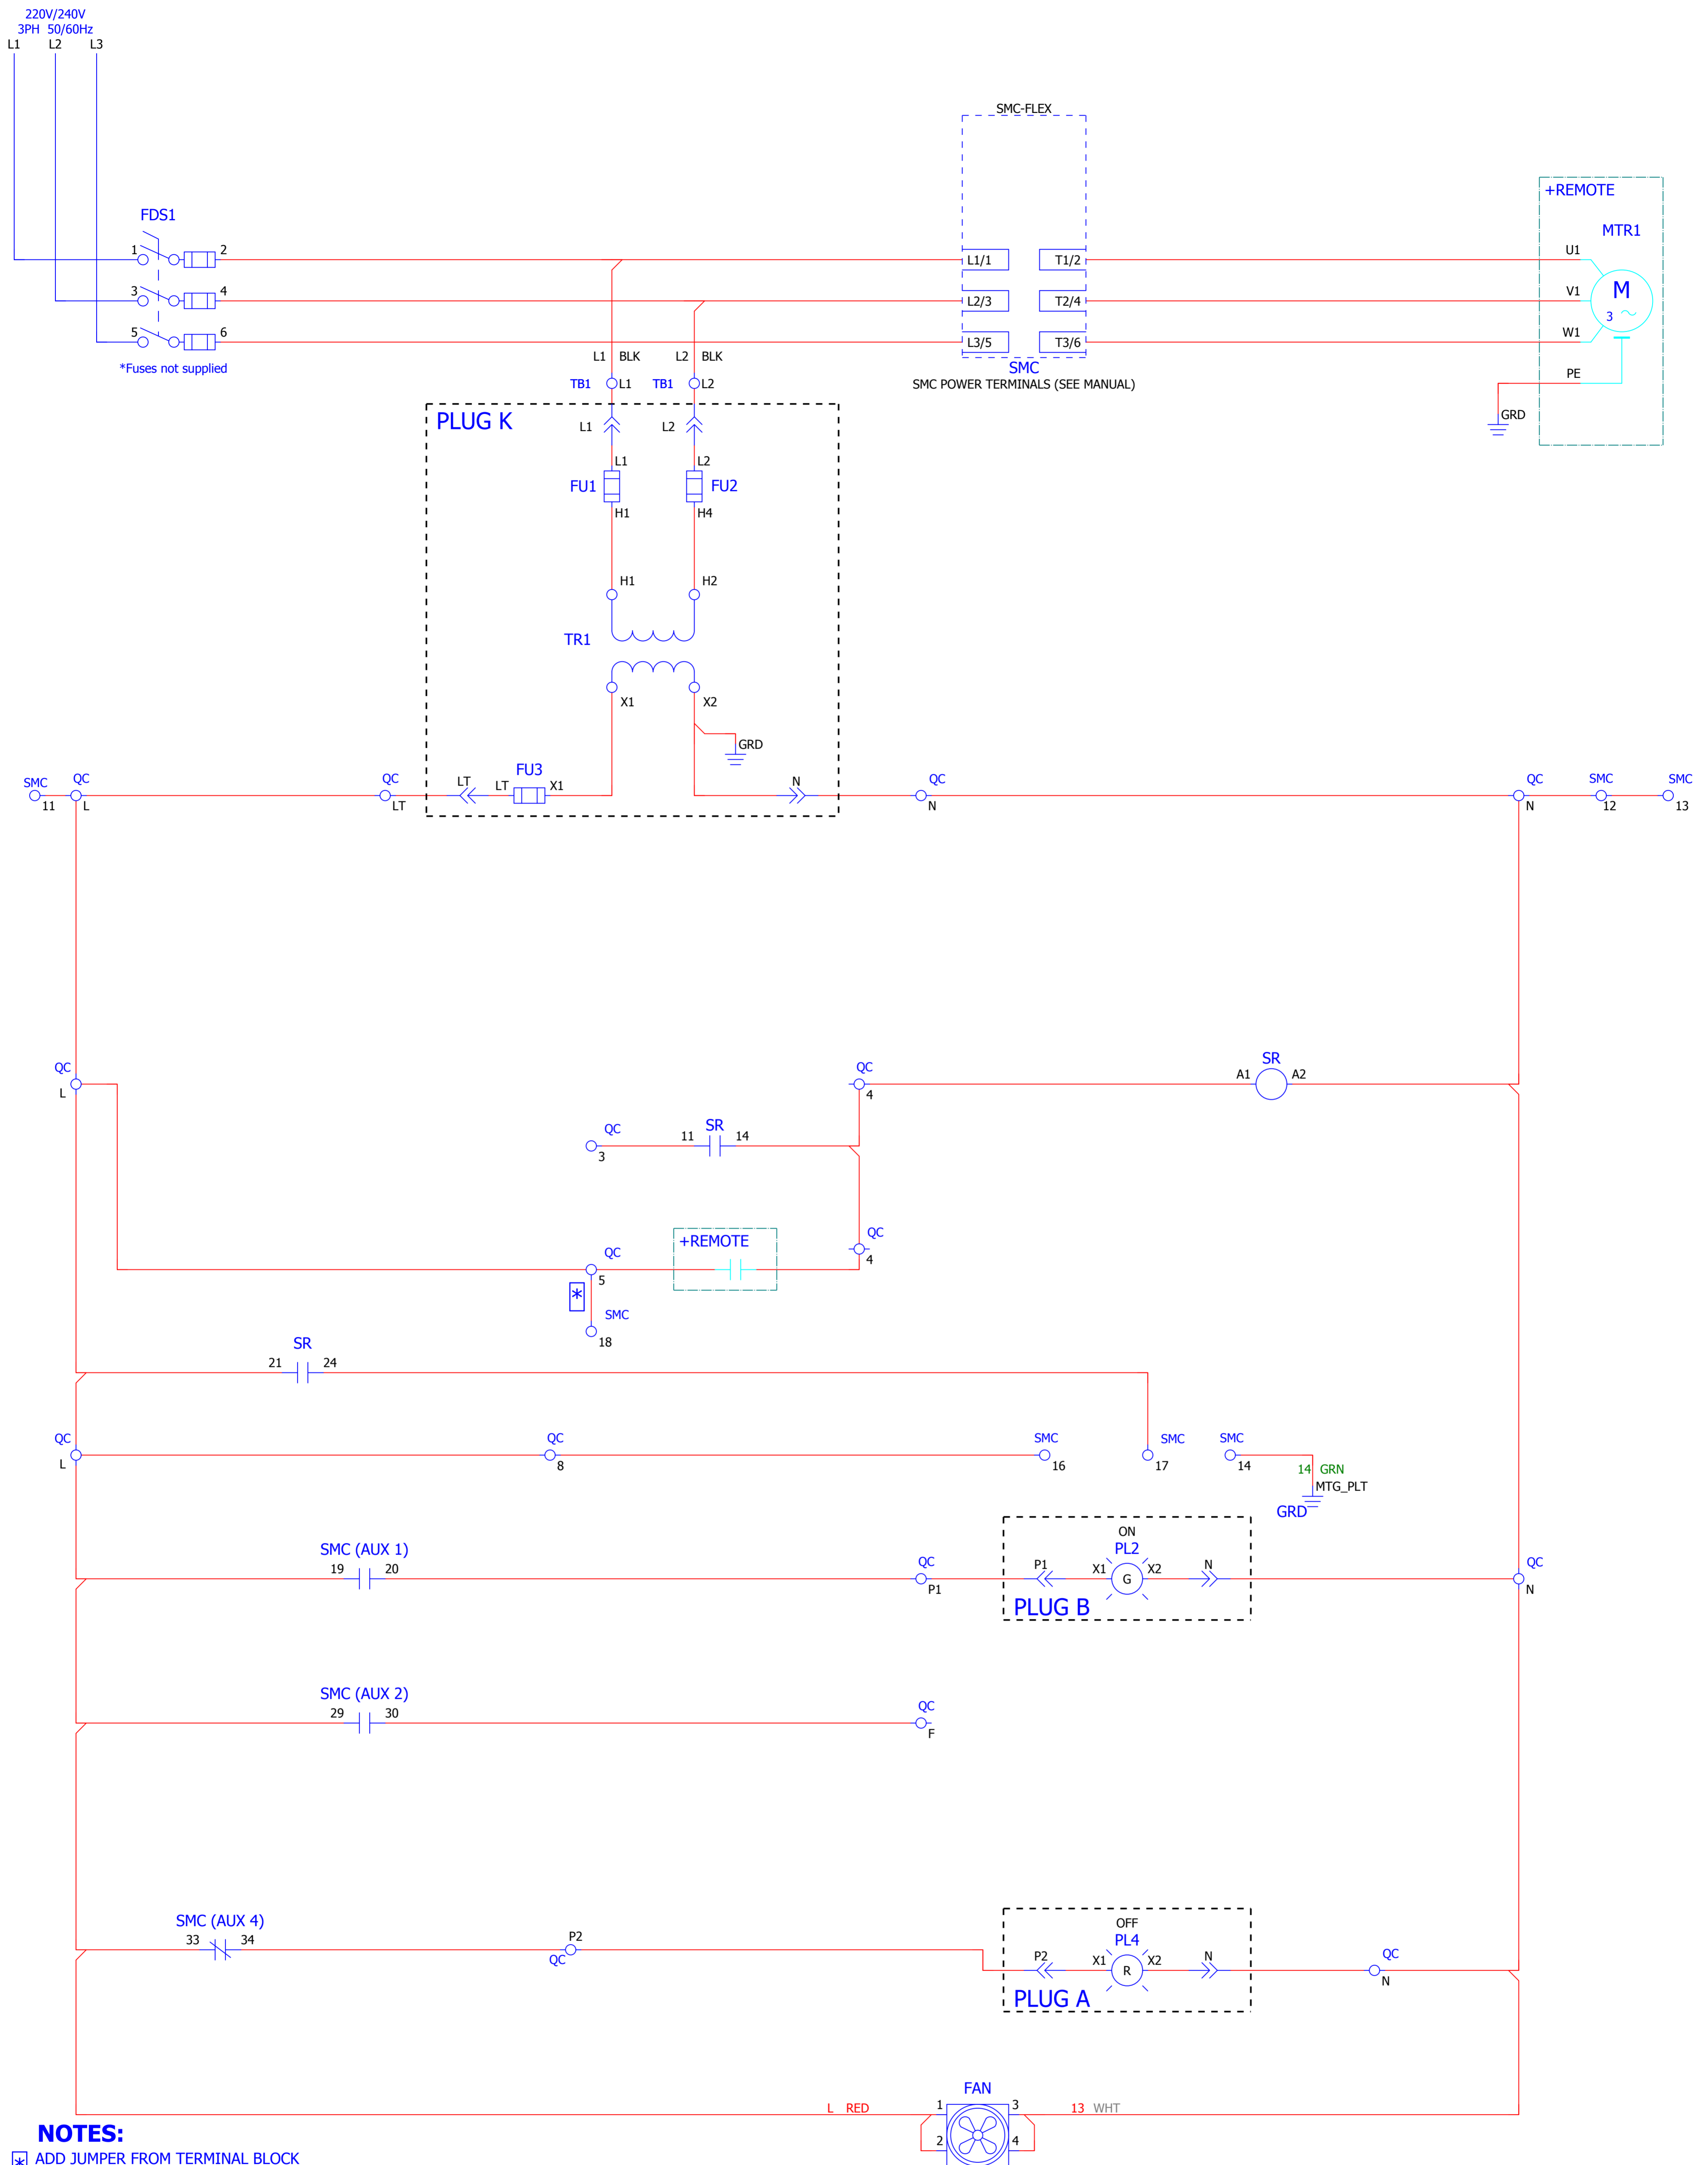 220V/240V
3PH 50/60Hz
L1 L2 L3
SMC-FLEX
+REMOTE
MTR1
FDS1
1 2
L1/1 T1/2
U1
3 4
L2/3 T2/4
V1
M
3
5 6
L3/5 T3/6
W1
*Fuses not supplied
L1 BLK L2 BLK
SMC
SMC POWER TERMINALS (SEE MANUAL)
PE
GRD
TB1 L1 TB1 L2
PLUG K
L1 L2
L1 L2
FU1 FU2
H1 H4
H1 H2
TR1
X1 X2
GRD
SMC QC QC LT LT FU3 X1 N QC QC SMC SMC
11 L LT N N 12 13
QC QC SR
A1 A2
L 4
QC 11 SR 14
3
+REMOTE
QC QC
5 4
*
SMC
18
SR
21 24
QC QC SMC SMC SMC
L 8 16 17 14
14 GRN
MTG_PLT
GRD
SMC (AUX 1)
19 20
QC
P1
ON
PL2
P1 X1 G X2 N
PLUG B
QC
N
SMC (AUX 2)
29 30
QC
F
SMC (AUX 4)
33 34
P2
QC
OFF
PL4
P2 X1 R X2 N
PLUG A
QC
N
FAN
L RED 1 3 13 WHT
2 4
NOTES:
* ADD JUMPER FROM TERMINAL BLOCK